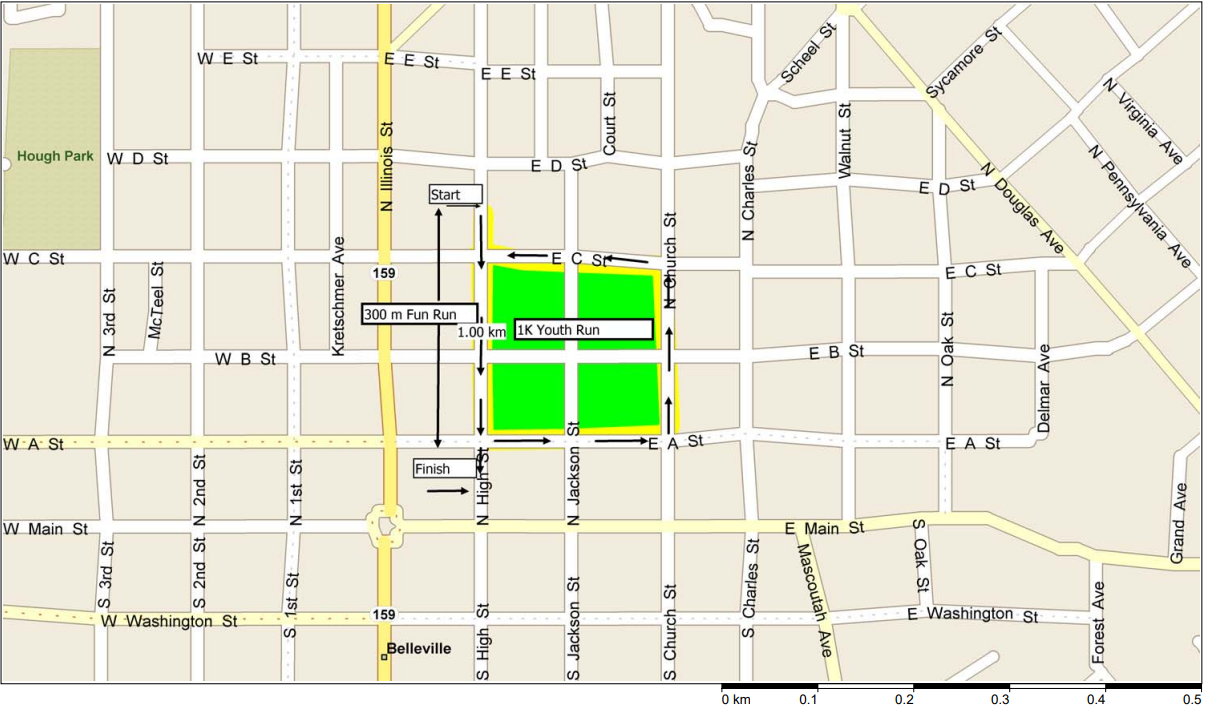 W E St
E E St
E E St
Scheel St
Sycamore St
N Virginia Ave
Court St
Walnut St
N Illinois St
Hough Park
W D St
E D St
N Charles St
E D St
N Douglas Ave
N Pennsylvania Ave
Start
N Church St
Kretschmer Ave
W C St
E C St
E C St
159
McTeel St
N 3rd St
300 m Fun Run
1.00 km
1K Youth Run
N Oak St
W B St
E B St
Delmar Ave
W A St
E A St
E A St
Finish
N 2nd St
N 1st St
N High St
N Jackson St
Grand Ave
W Main St
E Main St
S 3rd St
S 2nd St
S 1st St
S High St
S Jackson St
S Church St
S Charles St
Mascoutah Ave
S Oak St
Forest Ave
W Washington St
159
E Washington St
Belleville
0 km 0.1 0.2 0.3 0.4 0.5